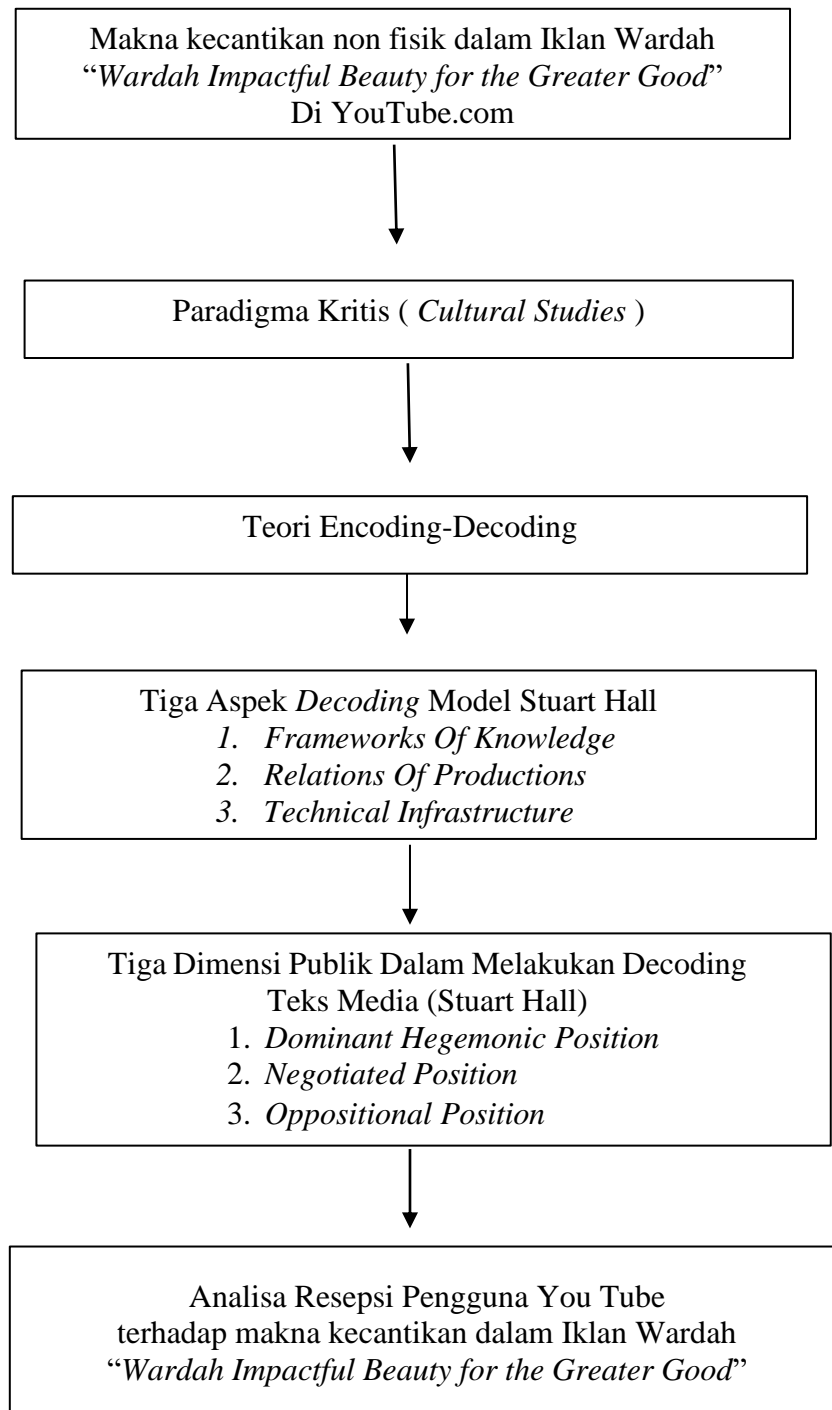 Makna kecantikan non fisik dalam Iklan Wardah
“Wardah Impactful Beauty for the Greater Good”
Di YouTube.com
Paradigma Kritis ( Cultural Studies )
Teori Encoding-Decoding
Tiga Aspek Decoding Model Stuart Hall
1. Frameworks Of Knowledge
2. Relations Of Productions
3. Technical Infrastructure
Tiga Dimensi Publik Dalam Melakukan Decoding
Teks Media (Stuart Hall)
1. Dominant Hegemonic Position
2. Negotiated Position
3. Oppositional Position
Analisa Resepsi Pengguna You Tube
terhadap makna kecantikan dalam Iklan Wardah
“Wardah Impactful Beauty for the Greater Good”